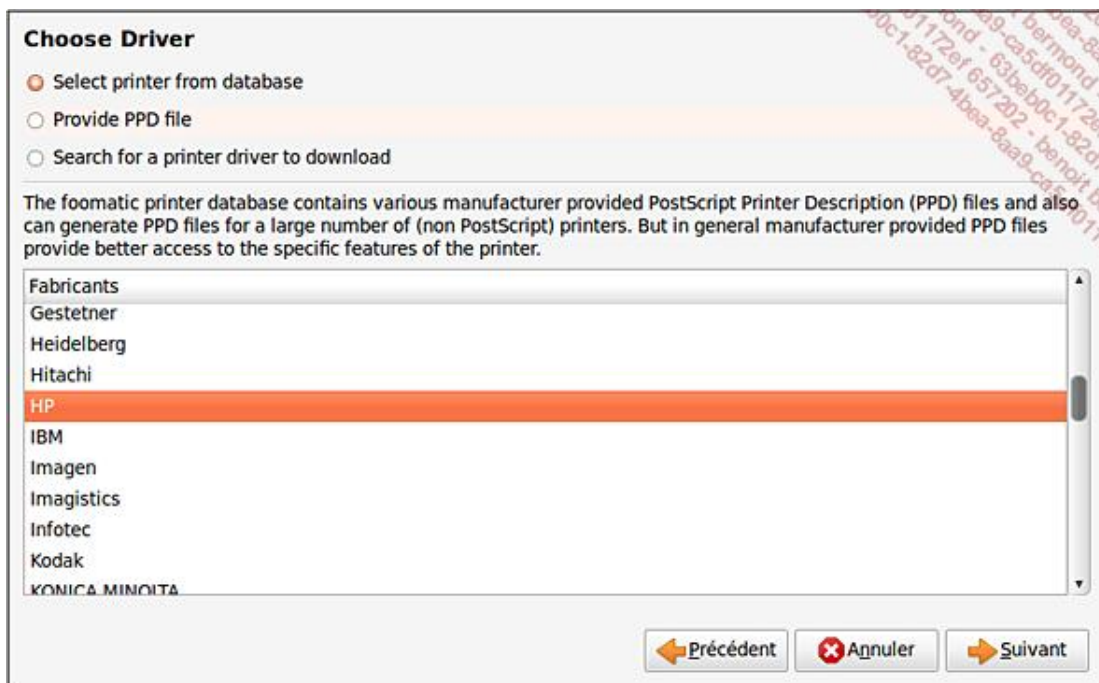 Choose Driver
Select printer from database
Provide PPD file
Search for a printer driver to download
The foomatic printer database contains various manufacturer provided PostScript Printer Description (PPD) files and also
can generate PPD files for a large number of (non PostScript) printers. But in general manufacturer provided PPD files
provide better access to the specific features of the printer.
Fabricants
Gestetner
Heidelberg
Hitachi
HP
IBM
Imagen
Imagistics
Infotec
Kodak
KONICA MINOLTA
Précédent
Annuler
Suivant